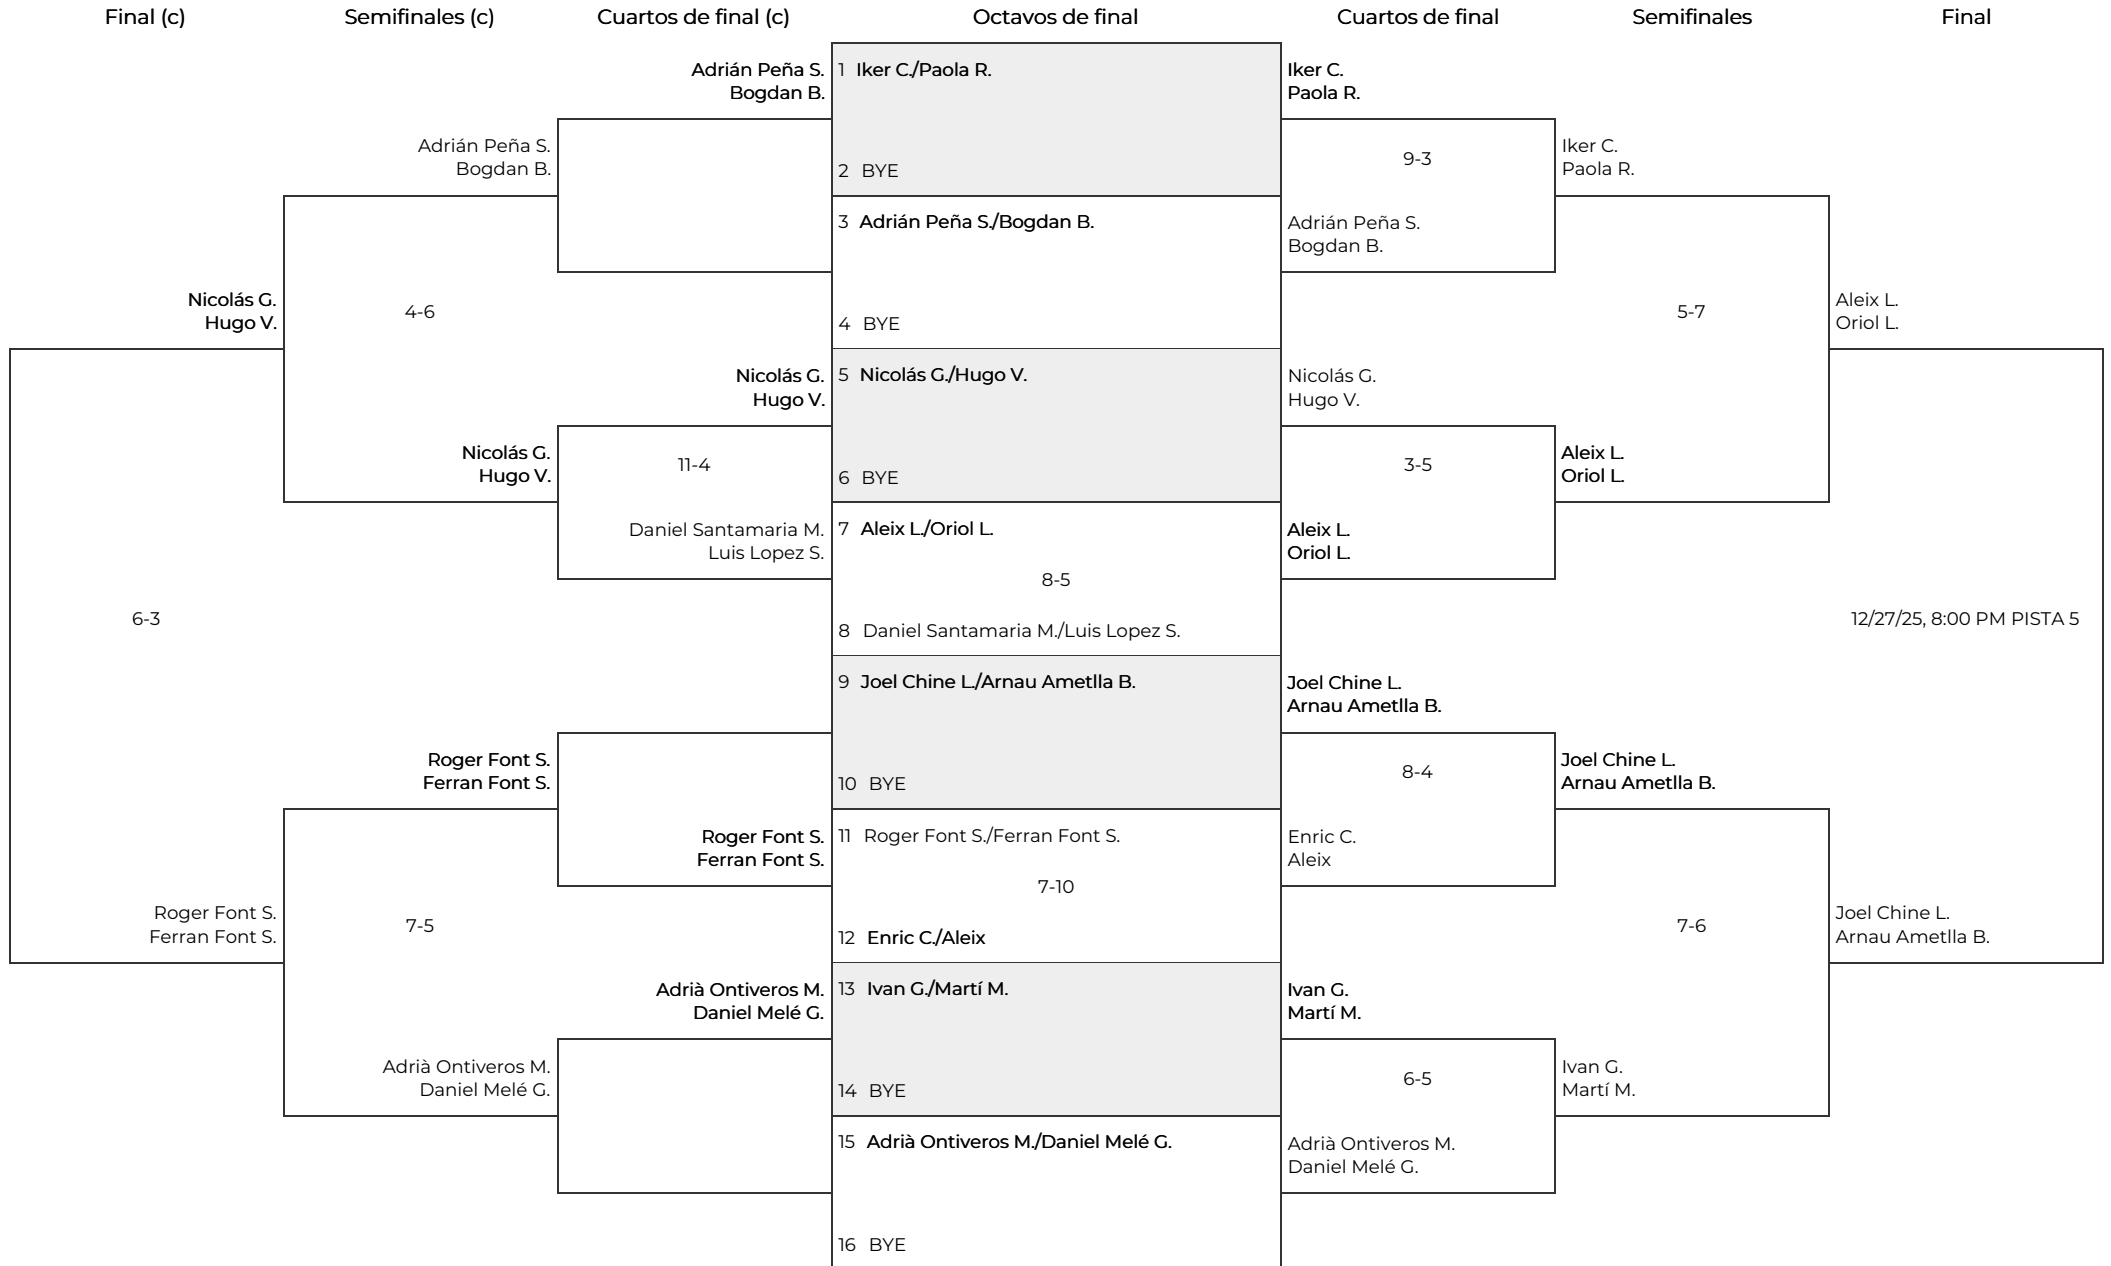 Final (c)
Semifinales (c)
Cuartos de final (c)
Octavos de final
Cuartos de final
Semifinales
Final
Nicolás G.
Hugo V.
6-3
Roger Font S.
Ferran Font S.
Adrián Peña S.
Bogdan B.
4-6
Nicolás G.
Hugo V.
Roger Font S.
Ferran Font S.
7-5
Adrià Ontiveros M.
Daniel Melé G.
Adrián Peña S.
Bogdan B.
Nicolás G.
Hugo V.
11-4
Daniel Santamaria M.
Luis Lopez S.
Roger Font S.
Ferran Font S.
Adrià Ontiveros M.
Daniel Melé G.
1 Iker C./Paola R.
2 BYE
3 Adrián Peña S./Bogdan B.
4 BYE
5 Nicolás G./Hugo V.
6 BYE
7 Aleix L./Oriol L.
8-5
8 Daniel Santamaria M./Luis Lopez S.
9 Joel Chine L./Arnau Ametlla B.
10 BYE
11 Roger Font S./Ferran Font S.
7-10
12 Enric C./Aleix
13 Ivan G./Martí M.
14 BYE
15 Adrià Ontiveros M./Daniel Melé G.
16 BYE
Iker C.
Paola R.
9-3
Adrián Peña S.
Bogdan B.
Nicolás G.
Hugo V.
3-5
Aleix L.
Oriol L.
Joel Chine L.
Arnau Ametlla B.
8-4
Enric C.
Aleix
Ivan G.
Martí M.
6-5
Adrià Ontiveros M.
Daniel Melé G.
Iker C.
Paola R.
5-7
Aleix L.
Oriol L.
Joel Chine L.
Arnau Ametlla B.
7-6
Ivan G.
Martí M.
Aleix L.
Oriol L.
12/27/25, 8:00 PM PISTA 5
Joel Chine L.
Arnau Ametlla B.